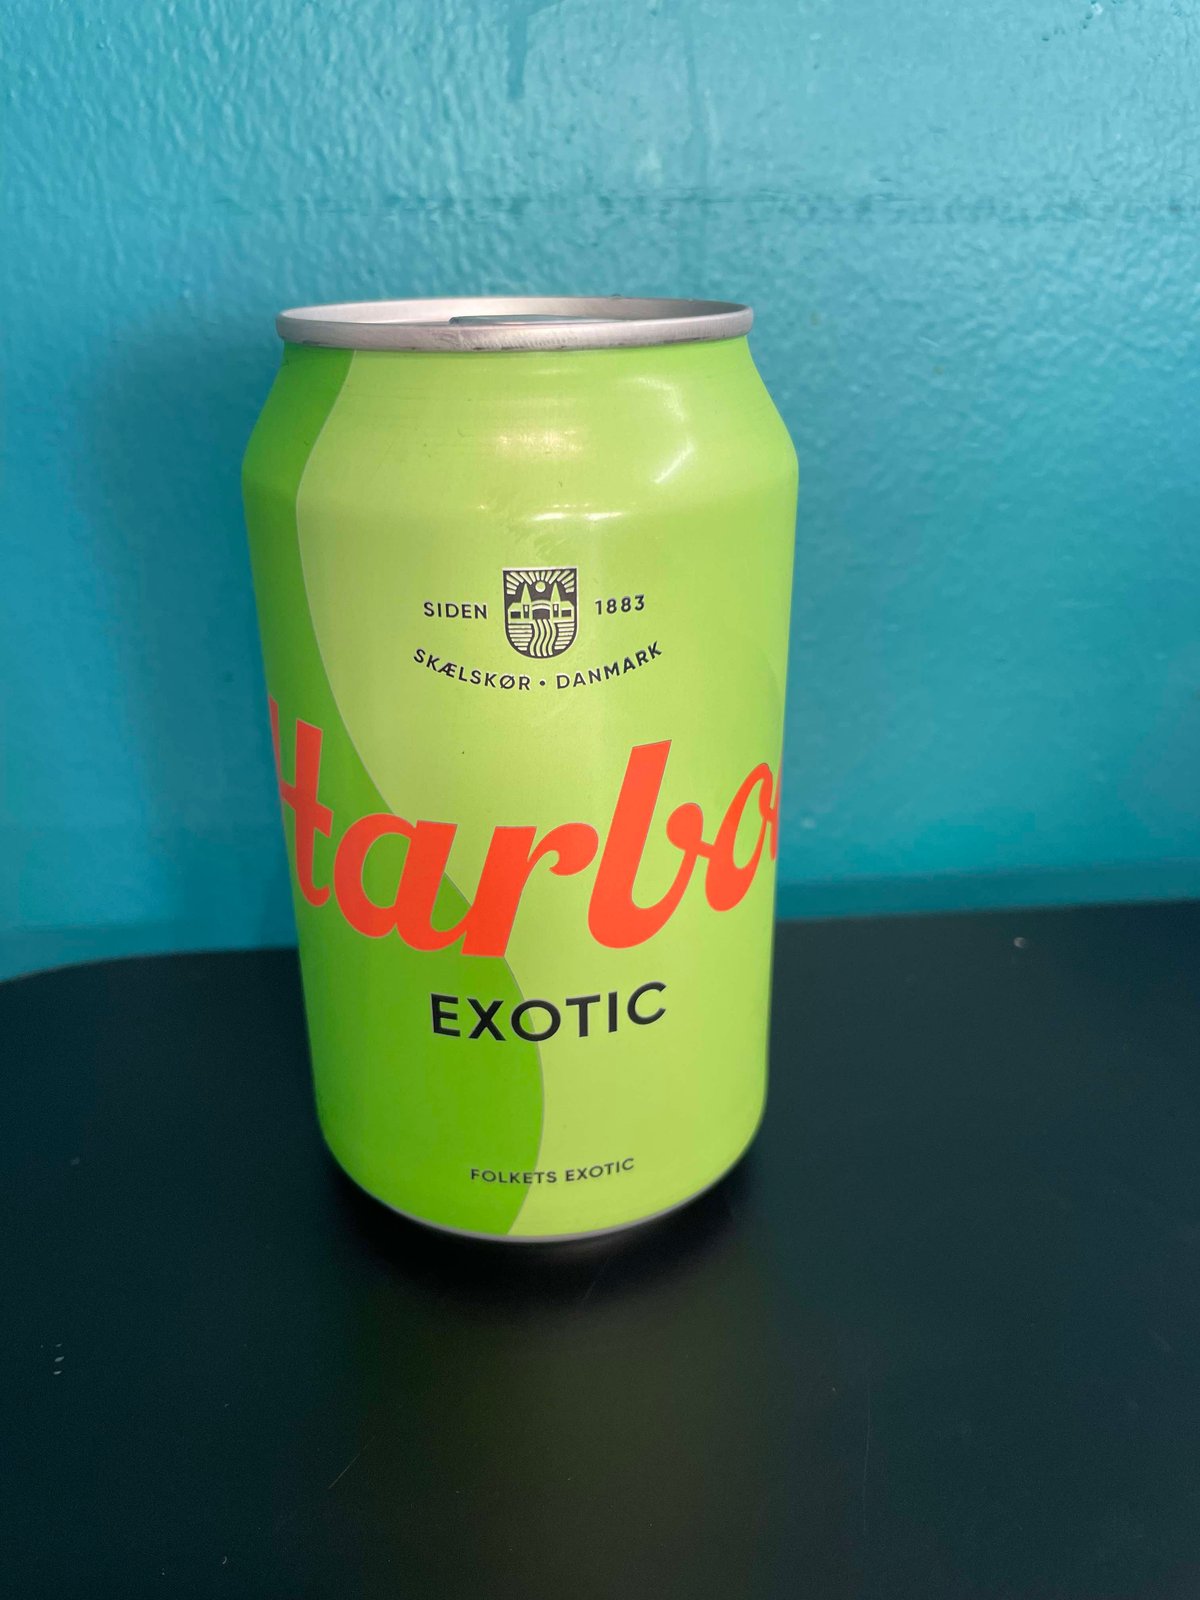 SIDEN 1883
SKÆLSKØR • DANMARK
Harbo
EXOTIC
FOLKETS EXOTIC